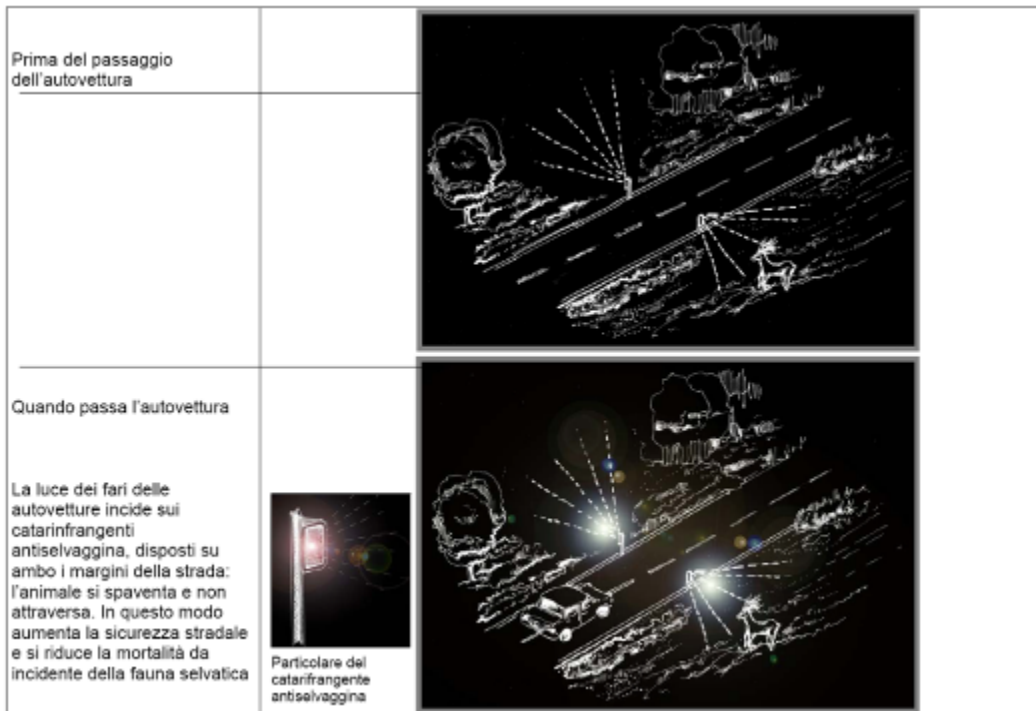 Prima del passaggio
dell'autovettura
Quando passa l'autovettura
La luce dei fari delle
autovetture incide sui
catarinfrangenti
antiselvaggina, disposti su
ambo i margini della strada:
l'animale si spaventa e non
attraversa. In questo modo
aumenta la sicurezza stradale
e si riduce la mortalità da
incidente della fauna selvatica
Particolare del
catarifrangente
antiselvaggina